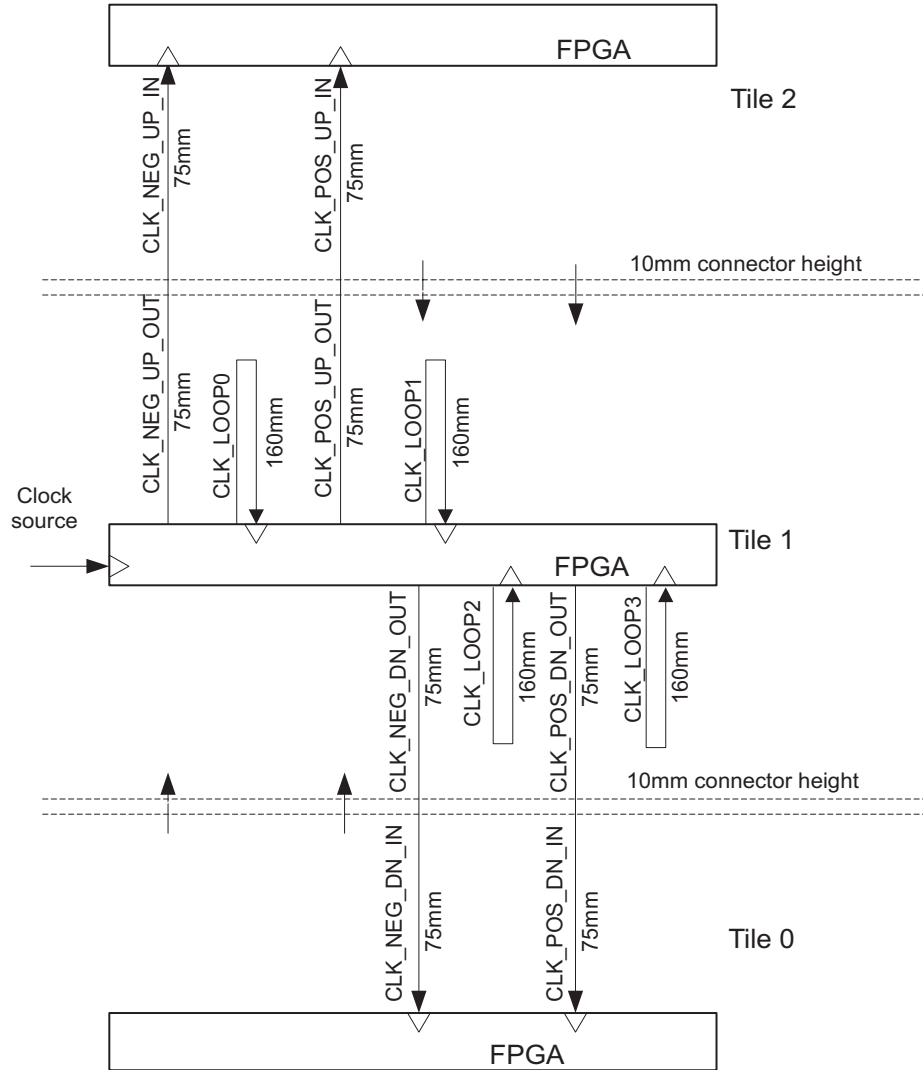 FPGA
Tile 2
CLK_NEG_UP_IN
75mm
CLK_POS_UP_IN
75mm
10mm connector height
CLK_NEG_UP_OUT
75mm
CLK_LOOP0
160mm
CLK_POS_UP_OUT
75mm
CLK_LOOP1
160mm
Clock
source
Tile 1
FPGA
CLK_NEG_DN_OUT
75mm
CLK_LOOP2
160mm
CLK_POS_DN_OUT
75mm
CLK_LOOP3
160mm
10mm connector height
CLK_NEG_DN_IN
75mm
CLK_POS_DN_IN
75mm
Tile 0
FPGA